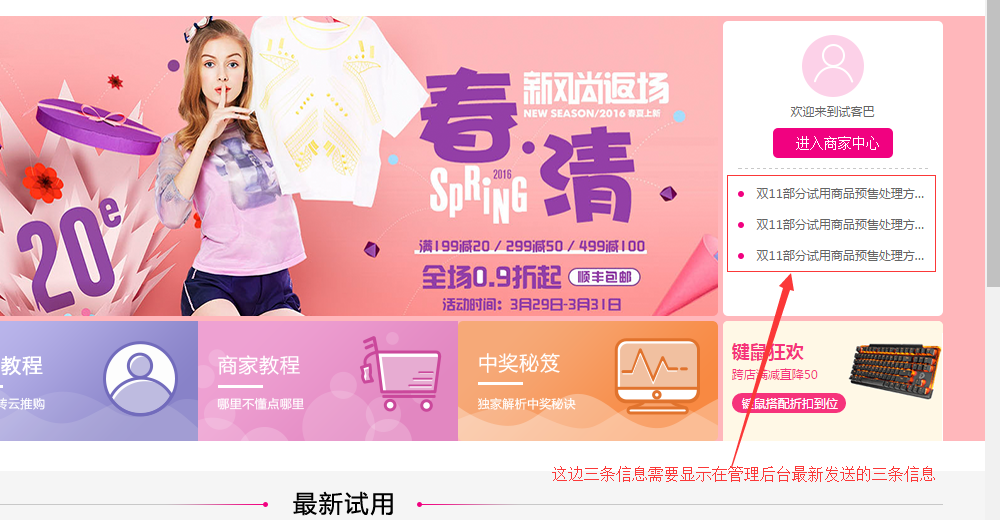 春·清
新风尚返场
NEW SEASON/2016 春夏上新
2016
SPRiNG
20e
满199减20 / 299减50 / 499减100
全场0.9折起
顺丰包邮
活动时间：3月29日-3月31日
欢迎来到试客巴
进入商家中心
双11部分试用商品预售处理方...
双11部分试用商品预售处理方...
双11部分试用商品预售处理方...
教程
转云推购
商家教程
哪里不懂点哪里
中奖秘笈
独家解析中奖秘诀
键鼠狂欢
跨店满减直降50
键鼠搭配折扣到位
这边三条信息需要显示在管理后台最新发送的三条信息
最新试用